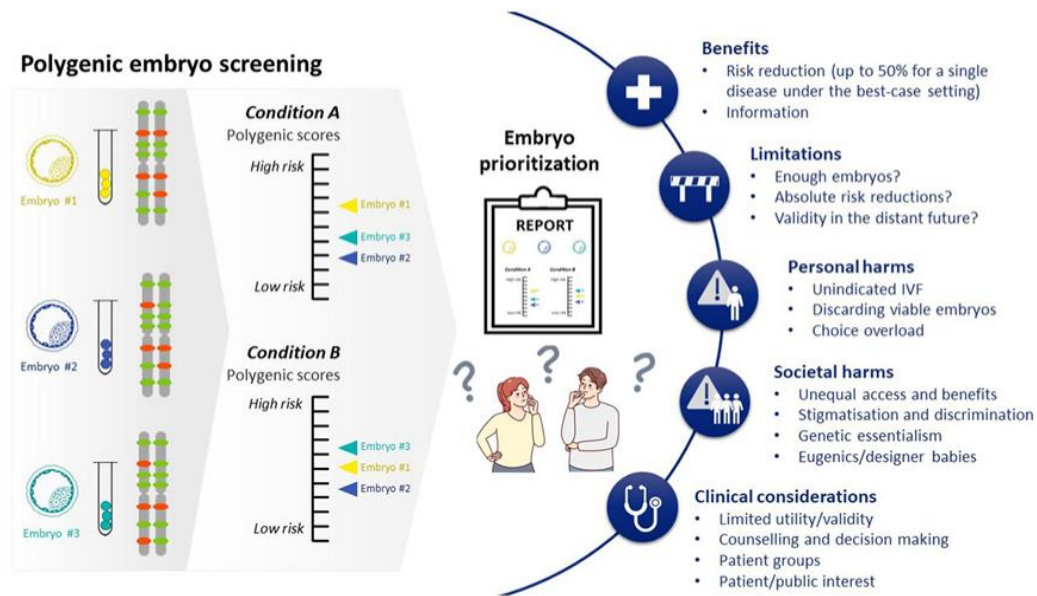 Polygenic embryo screening
Embryo #1
Embryo #2
Embryo #3
Condition A
Polygenic scores
High risk
Embryo #1
Embryo #3
Embryo #2
Low risk
Condition B
Polygenic scores
High risk
Embryo #3
Embryo #1
Embryo #2
Low risk
Embryo
prioritization
REPORT
Condition A
Condition B
Benefits
• Risk reduction (up to 50% for a single
disease under the best-case setting)
• Information
Limitations
• Enough embryos?
• Absolute risk reductions?
• Validity in the distant future?
Personal harms
• Unindicated IVF
• Discarding viable embryos
• Choice overload
Societal harms
• Unequal access and benefits
• Stigmatisation and discrimination
• Genetic essentialism
• Eugenics/designer babies
Clinical considerations
• Limited utility/validity
• Counselling and decision making
• Patient groups
• Patient/public interest
? ? ?